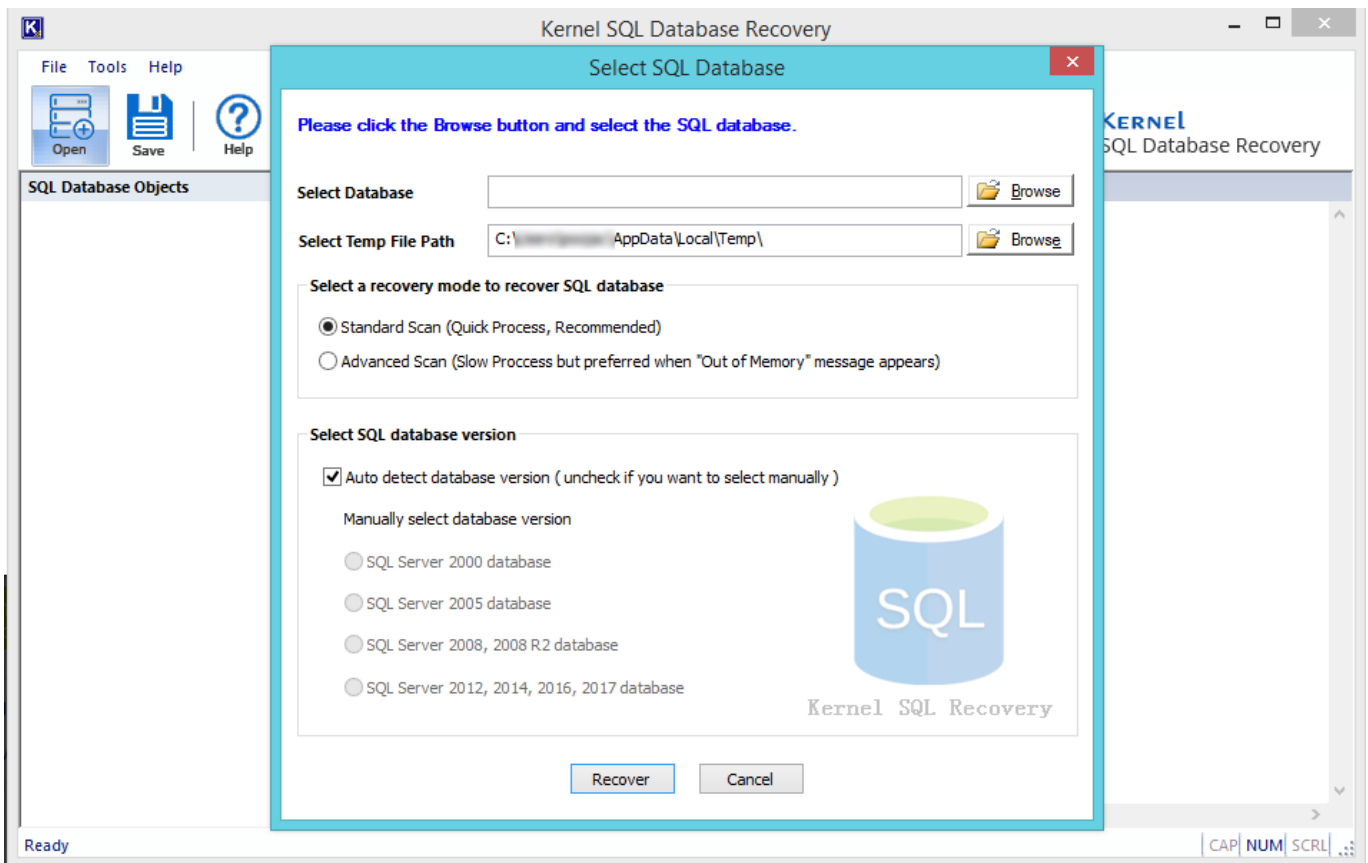 Kernel SQL Database Recovery
File Tools Help
Select SQL Database
Open Save Help
KERNEL
SQL Database Recovery
Please click the Browse button and select the SQL database.
SQL Database Objects
Select Database Browse
Select Temp File Path C:\ AppData\Local\Temp\ Browse
Select a recovery mode to recover SQL database
Standard Scan (Quick Process, Recommended)
Advanced Scan (Slow Proccess but preferred when "Out of Memory" message appears)
Select SQL database version
Auto detect database version ( uncheck if you want to select manually )
Manually select database version
SQL Server 2000 database
SQL Server 2005 database
SQL Server 2008, 2008 R2 database
SQL Server 2012, 2014, 2016, 2017 database
SQL
Kernel SQL Recovery
Recover Cancel
Ready CAP NUM SCRL